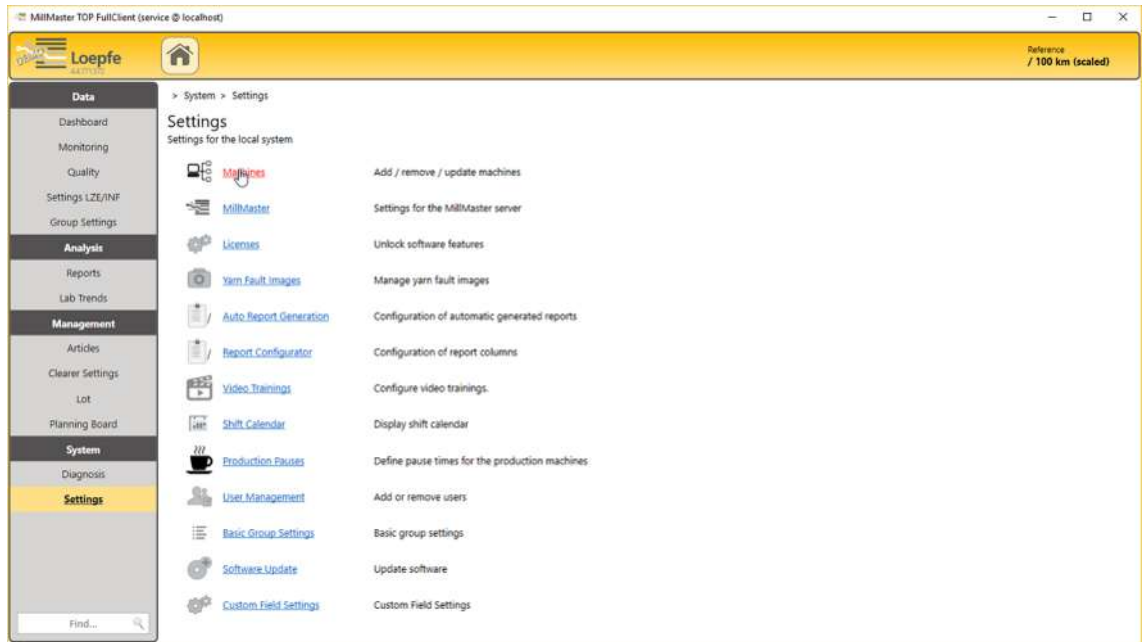 MillMaster TOP FullClient (service @ localhost)
Loepfe
Reference
/ 100 km (scaled)
Data
Dashboard
Monitoring
Quality
Settings LZE/INF
Group Settings
Analysis
Reports
Lab Trends
Management
Articles
Clearer Settings
Lot
Planning Board
System
Diagnosis
Settings
Find...
> System > Settings
Settings
Settings for the local system
Machines Add / remove / update machines
MillMaster Settings for the MillMaster server
Licenses Unlock software features
Yarn Fault Images Manage yarn fault images
Auto Report Generation Configuration of automatic generated reports
Report Configurator Configuration of report columns
Video Trainings Configure video trainings.
Shift Calendar Display shift calendar
Production Pauses Define pause times for the production machines
User Management Add or remove users
Basic Group Settings Basic group settings
Software Update Update software
Custom Field Settings Custom Field Settings